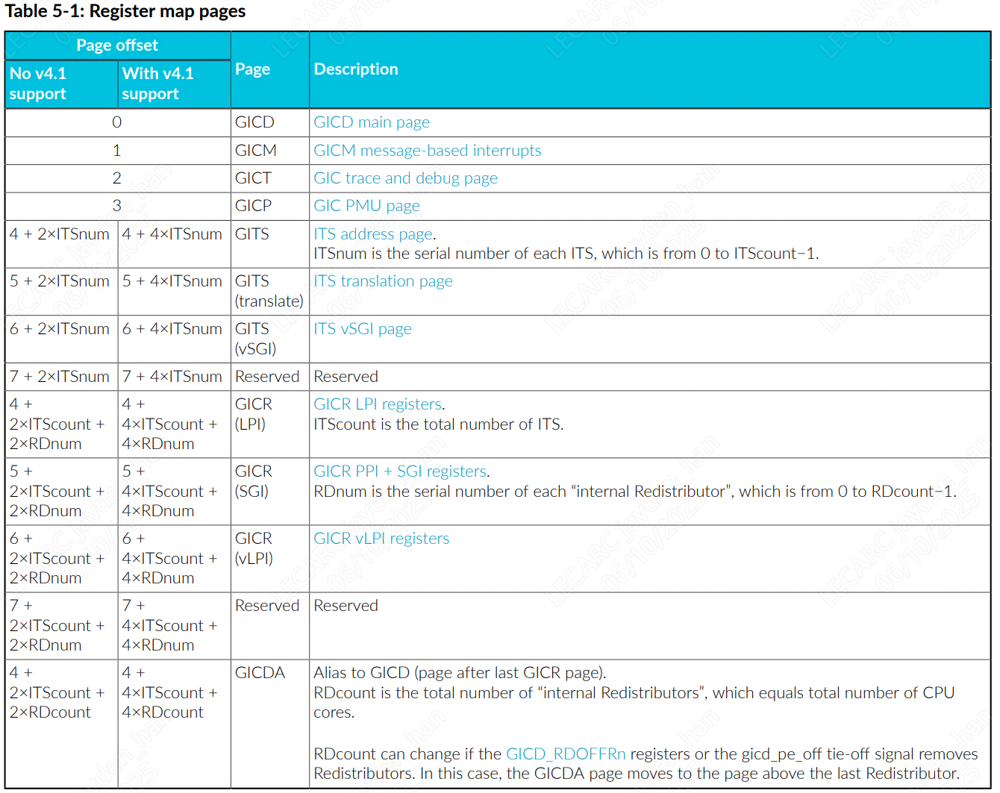 Table 5-1: Register map pages
Page offset
Page
Description
No v4.1
support
With v4.1
support
0
GICD
GICD main page
1
GICM
GICM message-based interrupts
2
GICT
GIC trace and debug page
3
GICP
GIC PMU page
4 + 2×ITSnum
4 + 4×ITSnum
GITS
ITS address page.
ITSnum is the serial number of each ITS, which is from 0 to ITScount−1.
5 + 2×ITSnum
5 + 4×ITSnum
GITS
(translate)
ITS translation page
6 + 2×ITSnum
6 + 4×ITSnum
GITS
(vSGI)
ITS vSGI page
7 + 2×ITSnum
7 + 4×ITSnum
Reserved
Reserved
4 +
2×ITScount +
2×RDnum
4 +
4×ITScount +
4×RDnum
GICR
(LPI)
GICR LPI registers.
ITScount is the total number of ITS.
5 +
2×ITScount +
2×RDnum
5 +
4×ITScount +
4×RDnum
GICR
(SGI)
GICR PPI + SGI registers.
RDnum is the serial number of each “internal Redistributor”, which is from 0 to RDcount−1.
6 +
2×ITScount +
2×RDnum
6 +
4×ITScount +
4×RDnum
GICR
(vLPI)
GICR vLPI registers
7 +
2×ITScount +
2×RDnum
7 +
4×ITScount +
4×RDnum
Reserved
Reserved
4 +
2×ITScount +
2×RDcount
4 +
4×ITScount +
4×RDcount
GICDA
Alias to GICD (page after last GICR page).
RDcount is the total number of “internal Redistributors”, which equals total number of CPU
cores.
RDcount can change if the GICD_RDOFFRn registers or the gicd_pe_off tie-off signal removes
Redistributors. In this case, the GICDA page moves to the page above the last Redistributor.
LECARC jayden_han
06/10/2025